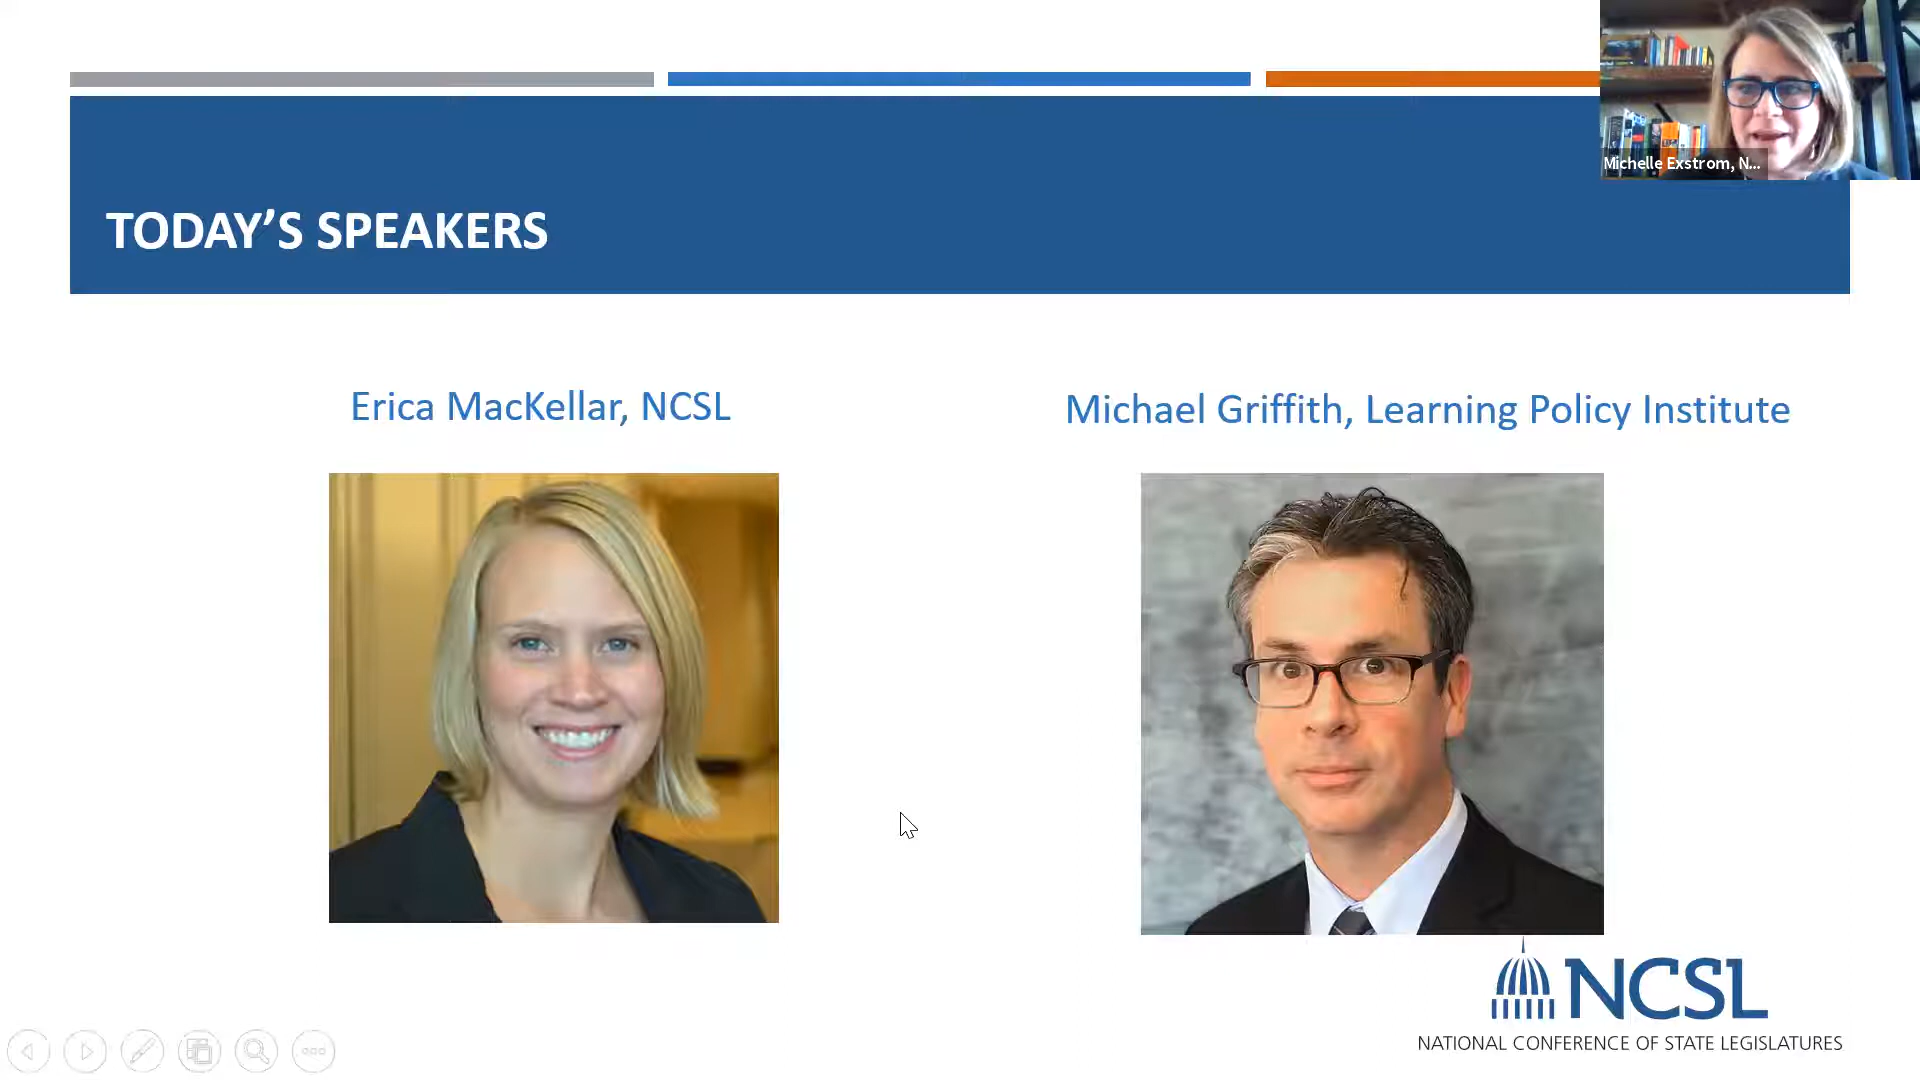 Michelle Exstrom, N...
TODAY'S SPEAKERS
Erica MacKellar, NCSL
Michael Griffith, Learning Policy Institute
NCSL
NATIONAL CONFERENCE OF STATE LEGISLATURES